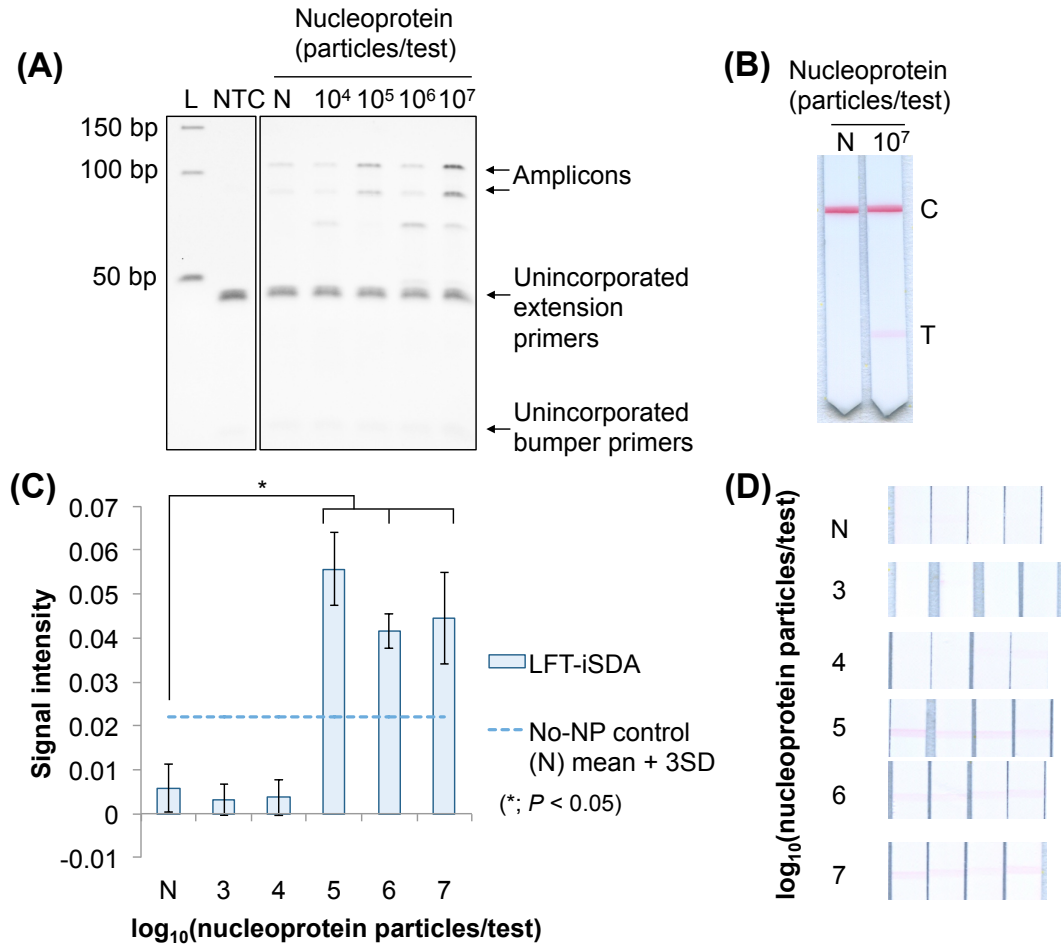 (A)
Nucleoprotein
(particles/test)
L NTC N 10⁴ 10⁵ 10⁶ 10⁷
150 bp
100 bp
50 bp
Amplicons
Unincorporated
extension
primers
Unincorporated
bumper primers
(B)
Nucleoprotein
(particles/test)
N 10⁷
C
T
(C)
*
0.07
0.06
0.05
0.04
0.03
0.02
0.01
0
-0.01
Signal intensity
N 3 4 5 6 7
log₁₀(nucleoprotein particles/test)
LFT-iSDA
No-NP control
(N) mean + 3SD
(*; P < 0.05)
(D)
log₁₀(nucleoprotein particles/test)
N
3
4
5
6
7